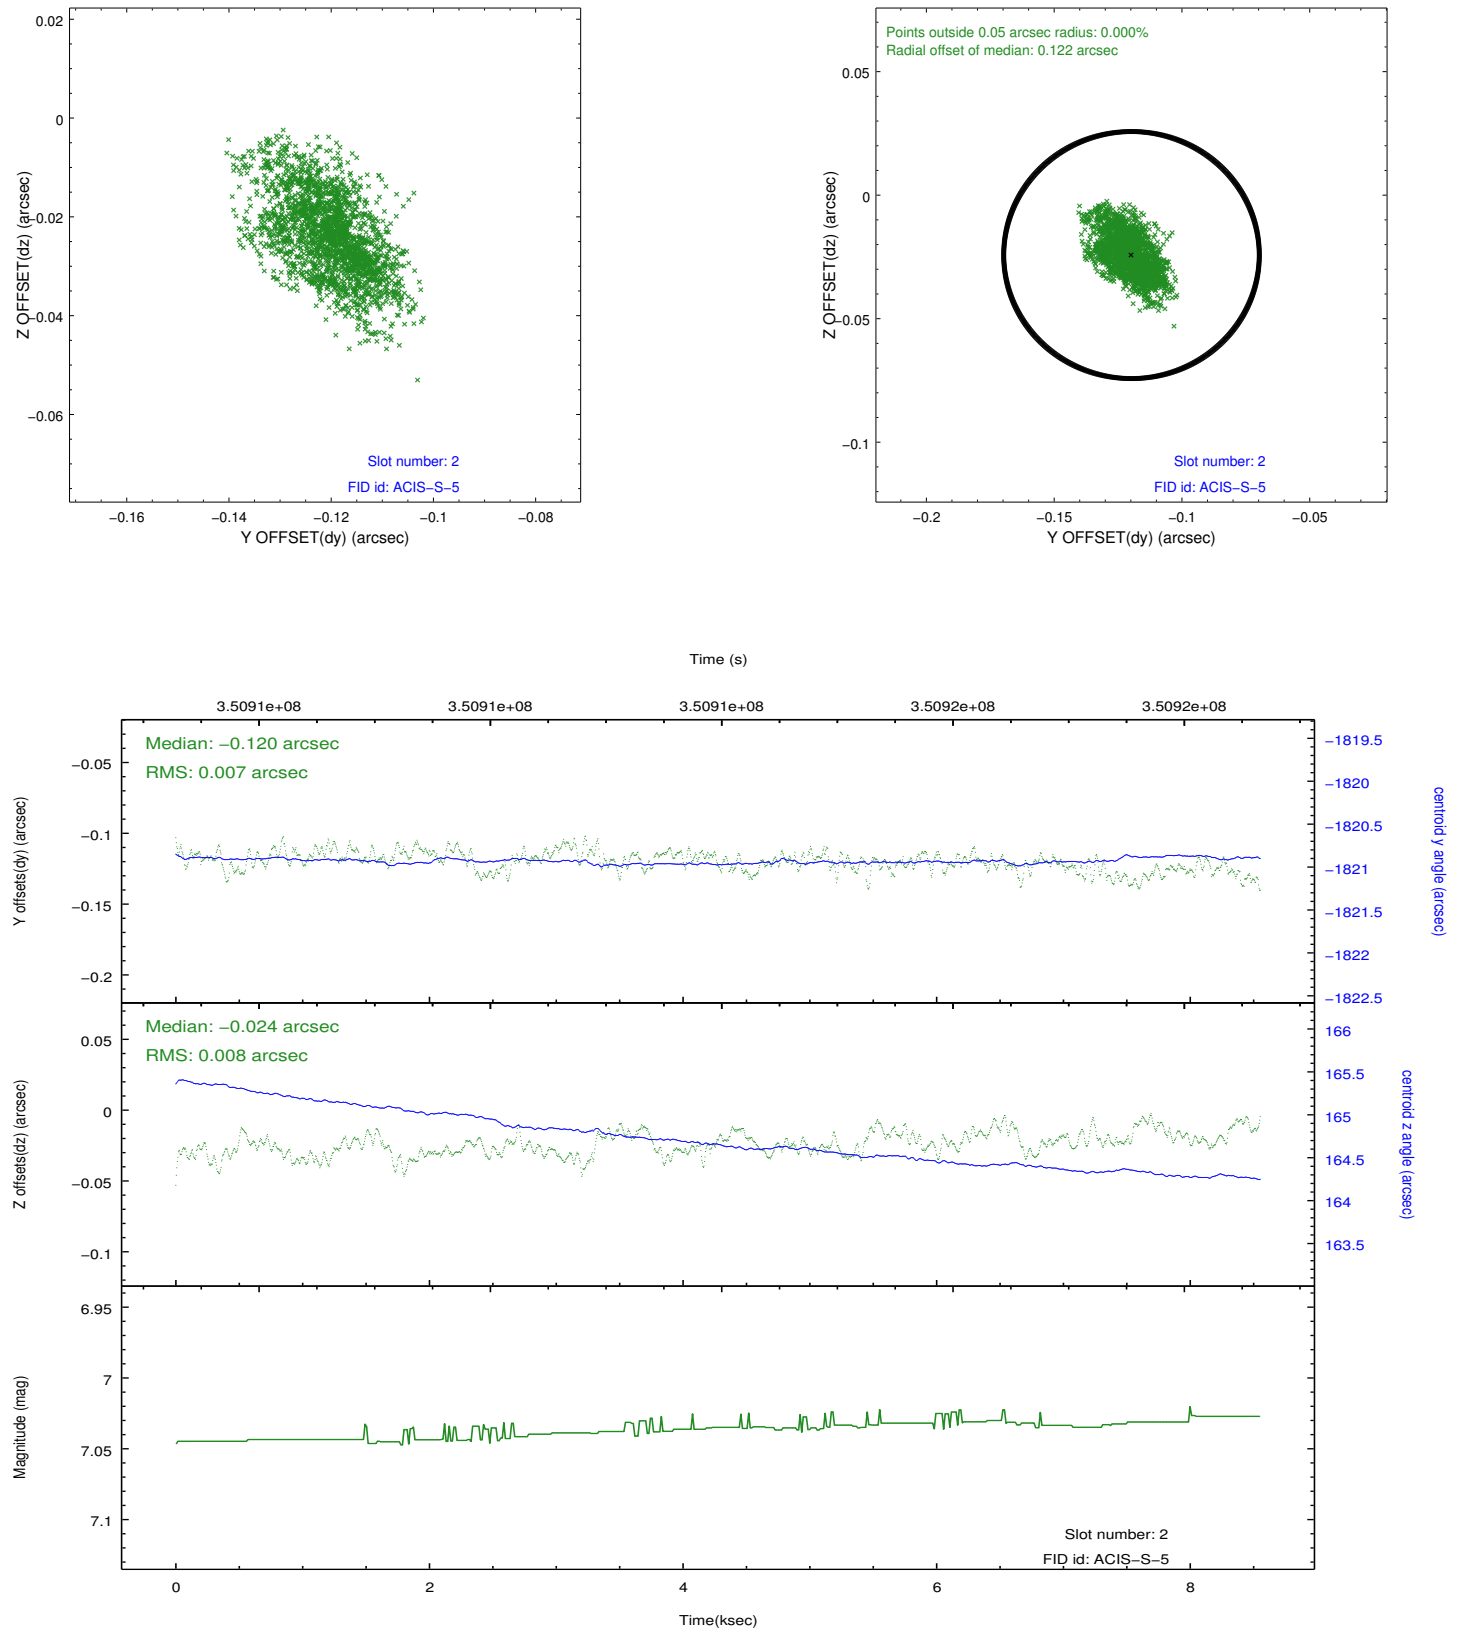 0.02
0
−0.02
−0.04
−0.06
Z OFFSET(dz) (arcsec)
Slot number: 2
FID id: ACIS−S−5
−0.16 −0.14 −0.12 −0.1 −0.08
Y OFFSET(dy) (arcsec)
Points outside 0.05 arcsec radius: 0.000%
Radial offset of median: 0.122 arcsec
0.05
0
−0.05
−0.1
Z OFFSET(dz) (arcsec)
Slot number: 2
FID id: ACIS−S−5
−0.2 −0.15 −0.1 −0.05
Y OFFSET(dy) (arcsec)
Time (s)
3.5091e+08 3.5091e+08 3.5091e+08 3.5092e+08 3.5092e+08
Median: −0.120 arcsec
RMS: 0.007 arcsec
−0.05
−0.1
−0.15
−0.2
Y offsets(dy) (arcsec)
−1819.5
−1820
−1820.5
−1821
−1821.5
−1822
−1822.5
centroid y angle (arcsec)
Median: −0.024 arcsec
RMS: 0.008 arcsec
0.05
0
−0.05
−0.1
Z offsets(dz) (arcsec)
166
165.5
165
164.5
164
163.5
centroid z angle (arcsec)
6.95
7
7.05
7.1
Magnitude (mag)
Slot number: 2
FID id: ACIS−S−5
0 2 4 6 8
Time(ksec)